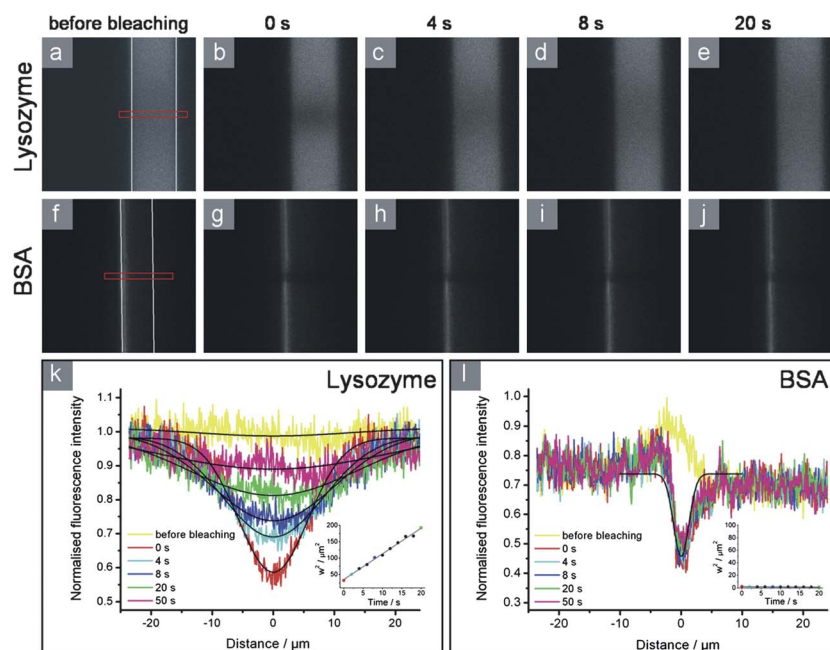 before bleaching 0 s 4 s 8 s 20 s
Lysozyme
a b c d e
BSA
f g h i j
k Lysozyme
Normalised fluorescence intensity
1.1
1.0
0.9
0.8
0.7
0.6
0.5
before bleaching
0 s
4 s
8 s
20 s
50 s
w² / µm²
200
150
100
50
0 5 10 15 20
Time / s
-20 -10 0 10 20
Distance / µm
l BSA
Normalised fluorescence intensity
1.0
0.9
0.8
0.7
0.6
0.5
0.4
0.3
before bleaching
0 s
4 s
8 s
20 s
50 s
w² / µm²
100
80
60
40
20
0
0 5 10 15 20
Time / s
-20 -10 0 10 20
Distance / µm